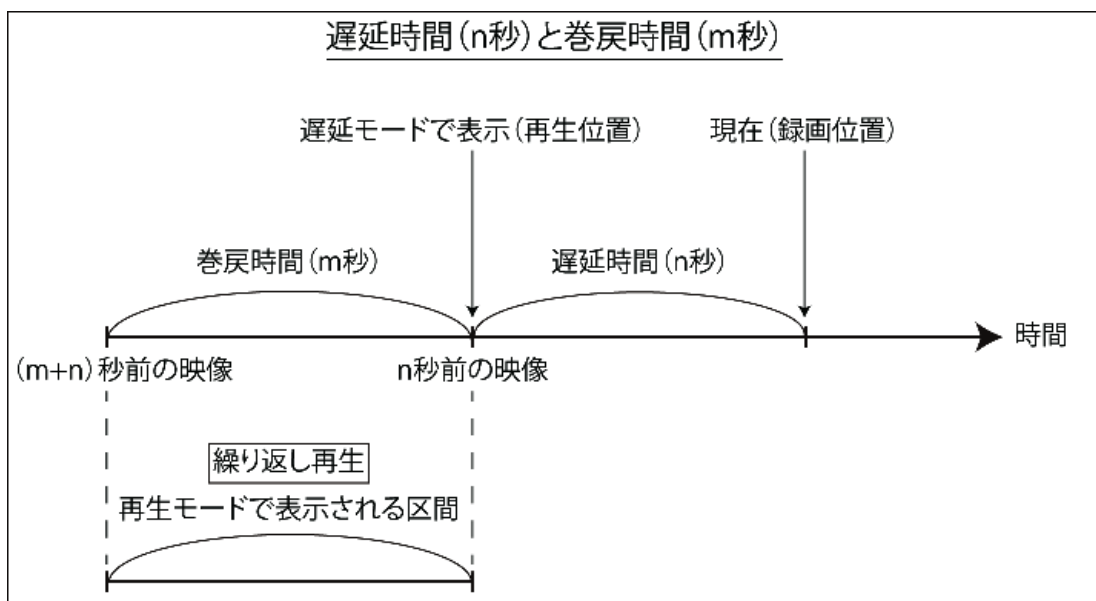 遅延時間(n秒)と巻戻時間(m秒)
遅延モードで表示(再生位置)
現在(録画位置)
巻戻時間(m秒)
遅延時間(n秒)
時間
(m+n)秒前の映像
n秒前の映像
繰り返し再生
再生モードで表示される区間